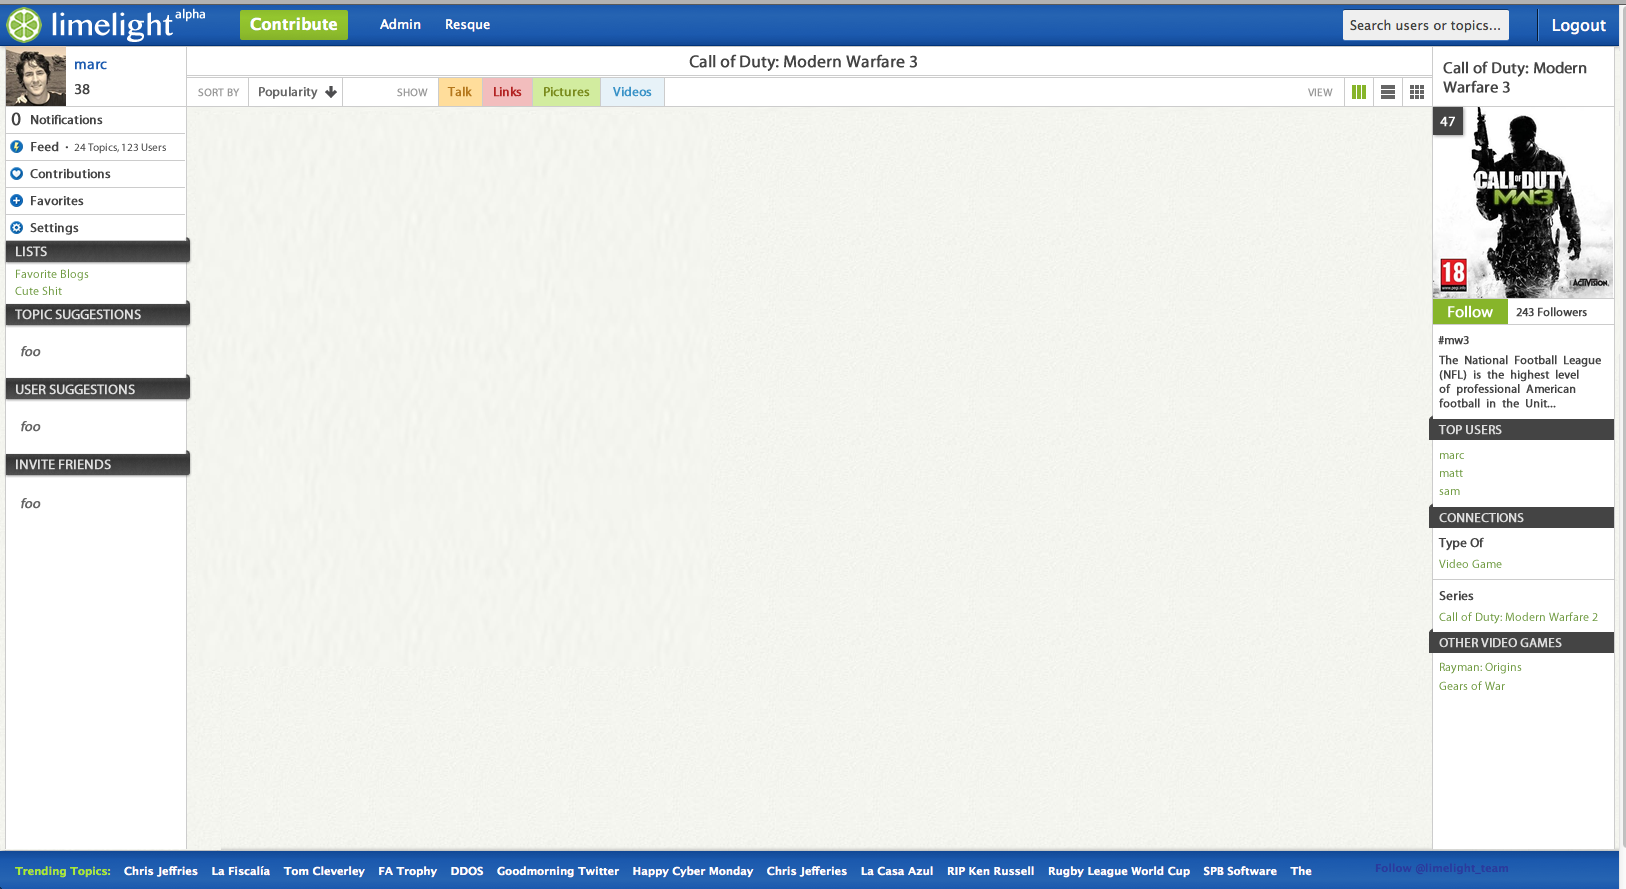 limelight alpha
Contribute
Admin
Resque
Search users or topics...
Logout
marc
38
0 Notifications
Feed · 24 Topics, 123 Users
Contributions
Favorites
Settings
LISTS
Favorite Blogs
Cute Shit
TOPIC SUGGESTIONS
foo
USER SUGGESTIONS
foo
INVITE FRIENDS
foo
Call of Duty: Modern Warfare 3
SORT BY Popularity SHOW Talk Links Pictures Videos VIEW
Call of Duty: Modern
Warfare 3
47
CALL OF DUTY
MW3
18
www.pegi.info
ACTIVISION.
Follow 243 Followers
#mw3
The National Football League
(NFL) is the highest level
of professional American
football in the Unit...
TOP USERS
marc
matt
sam
CONNECTIONS
Type Of
Video Game
Series
Call of Duty: Modern Warfare 2
OTHER VIDEO GAMES
Rayman: Origins
Gears of War
Trending Topics: Chris Jeffries La Fiscalía Tom Cleverley FA Trophy DDOS Goodmorning Twitter Happy Cyber Monday Chris Jefferies La Casa Azul RIP Ken Russell Rugby League World Cup SPB Software The
Follow @limelight_team